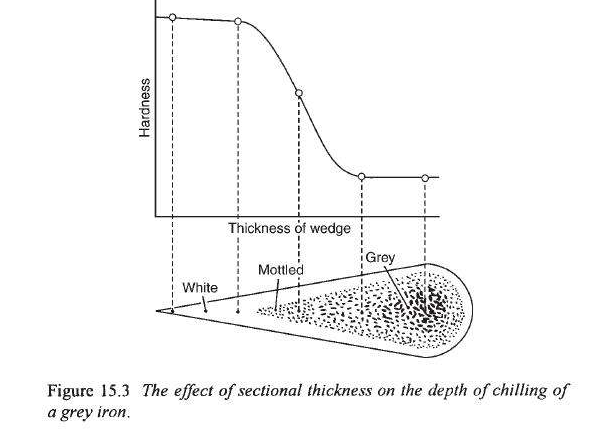 Hardness
Thickness of wedge
Grey
Mottled
White
Figure 15.3 The effect of sectional thickness on the depth of chilling of
a grey iron.